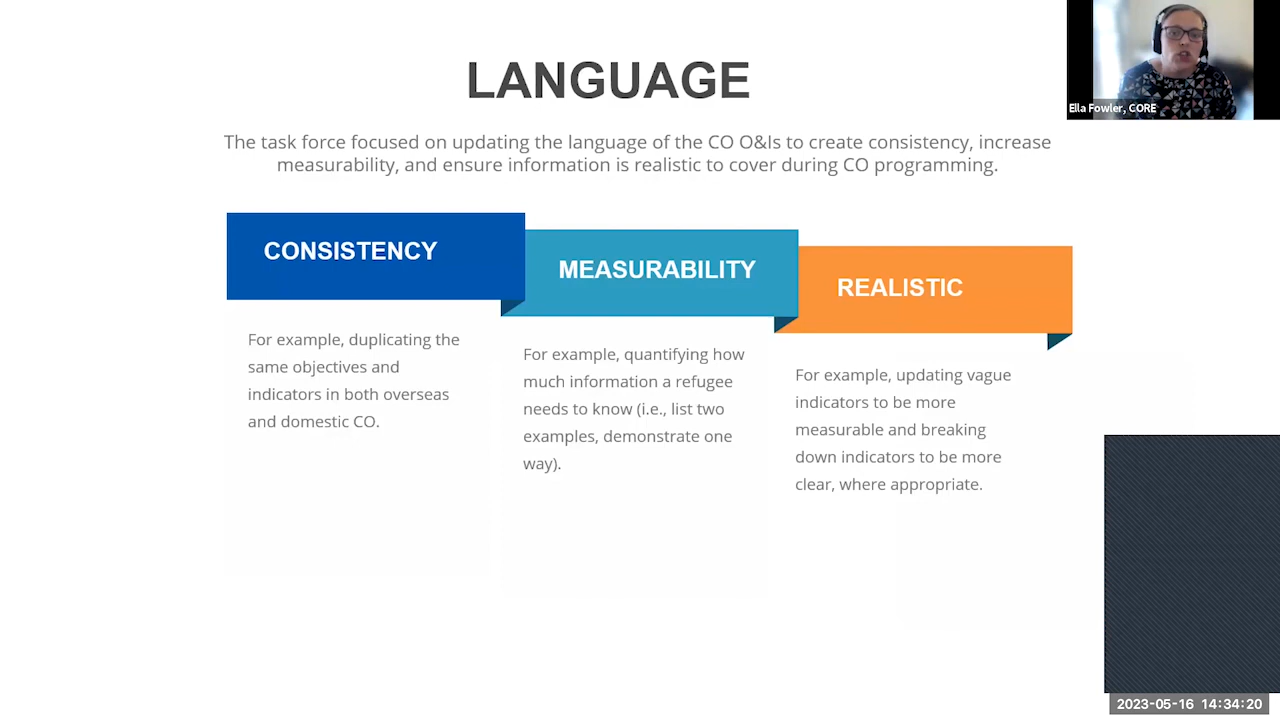 LANGUAGE
The task force focused on updating the language of the CO O&Is to create consistency, increase
measurability, and ensure information is realistic to cover during CO programming.
CONSISTENCY
For example, duplicating the
same objectives and
indicators in both overseas
and domestic CO.
MEASURABILITY
For example, quantifying how
much information a refugee
needs to know (i.e., list two
examples, demonstrate one
way).
REALISTIC
For example, updating vague
indicators to be more
measurable and breaking
down indicators to be more
clear, where appropriate.
Ella Fowler, CORE
2023-05-16 14:34:20